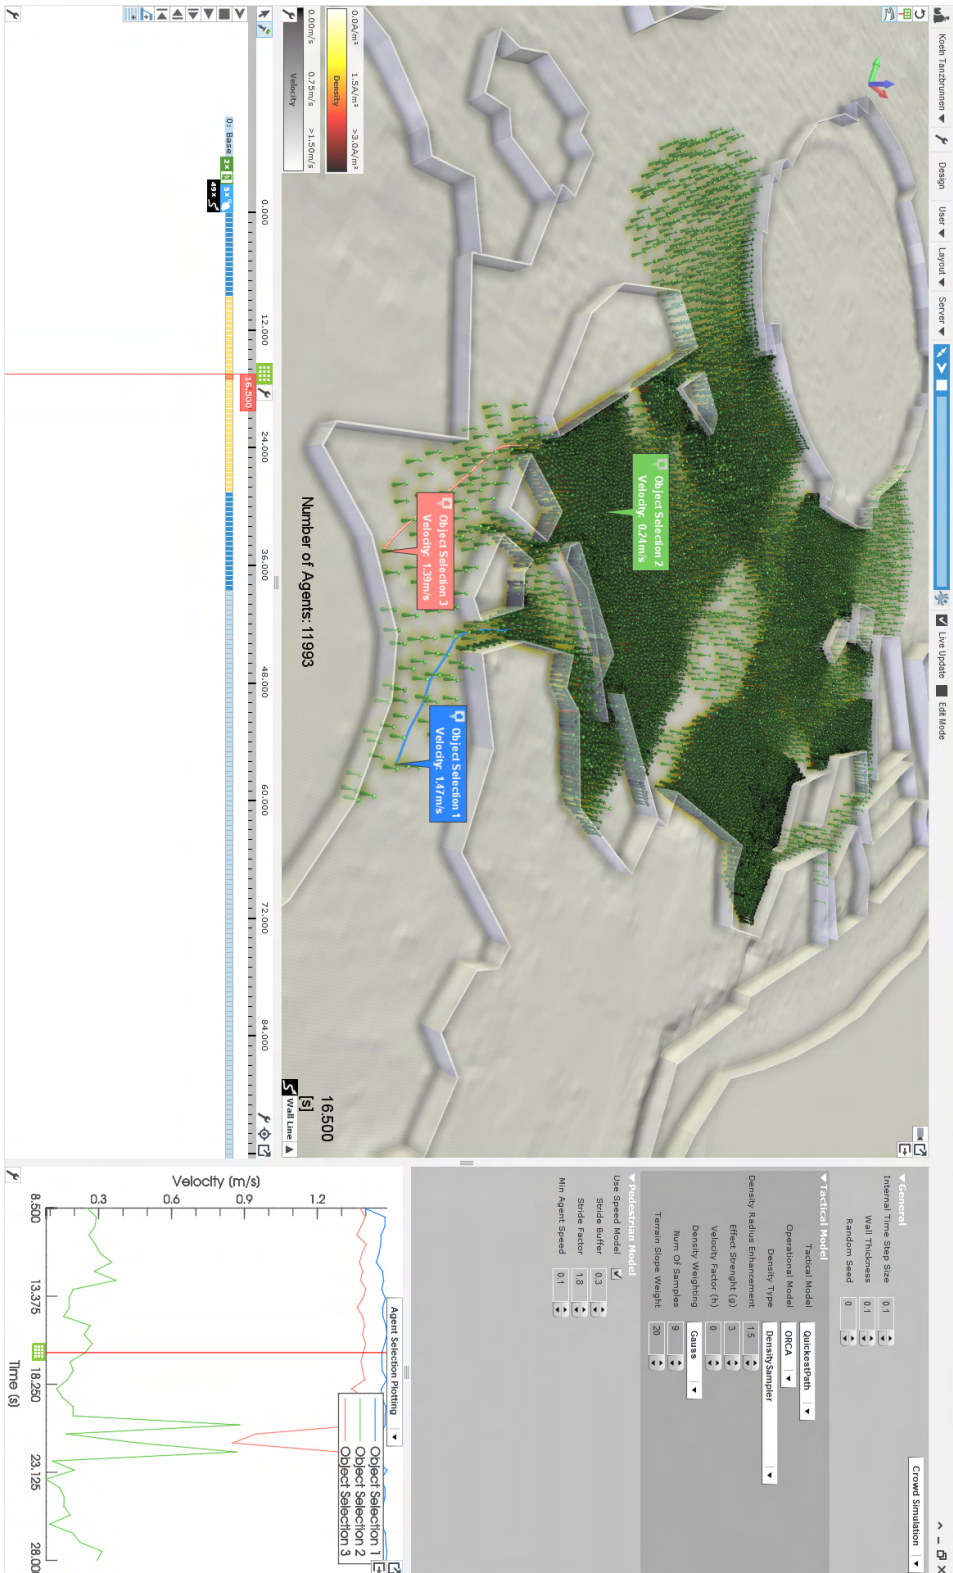 Koeln Tanzbrunnen
Design
User
Layout
Server
Live Update
Edit Mode
0.0A/m²
1.5A/m²
>3.0A/m²
Density
0.00m/s
0.75m/s
>1.50m/s
Velocity
Object Selection 2
Velocity: 0.24m/s
Object Selection 3
Velocity: 1.39m/s
Object Selection 1
Velocity: 1.47m/s
Number of Agents: 11993
16.500
[s]
Wall Line
Crowd Simulation
General
Internal Time Step Size 0.1
Wall Thickness 0.1
Random Seed 0
Tactical Model
Tactical Model QuickestPath
Operational Model ORCA
Density Type DensitySampler
Density Radius Enhancement 1.5
Effect Strenght (g) 3
Velocity Factor (h) 0
Density Weighting Gauss
Num Of Samples 9
Terrain Slope Weight 20
Pedestrian Model
Use Speed Model
Stride Buffer 0.3
Stride Factor 1.8
Min Agent Speed 0.1
0.000
12.000
16.500
24.000
36.000
48.000
60.000
72.000
84.000
0: Base
2x
5x
49x
Agent Selection Plotting
Object Selection 1
Object Selection 2
Object Selection 3
Velocity (m/s)
1.2
0.9
0.6
0.3
8.500
13.375
18.250
23.125
28.00
Time (s)